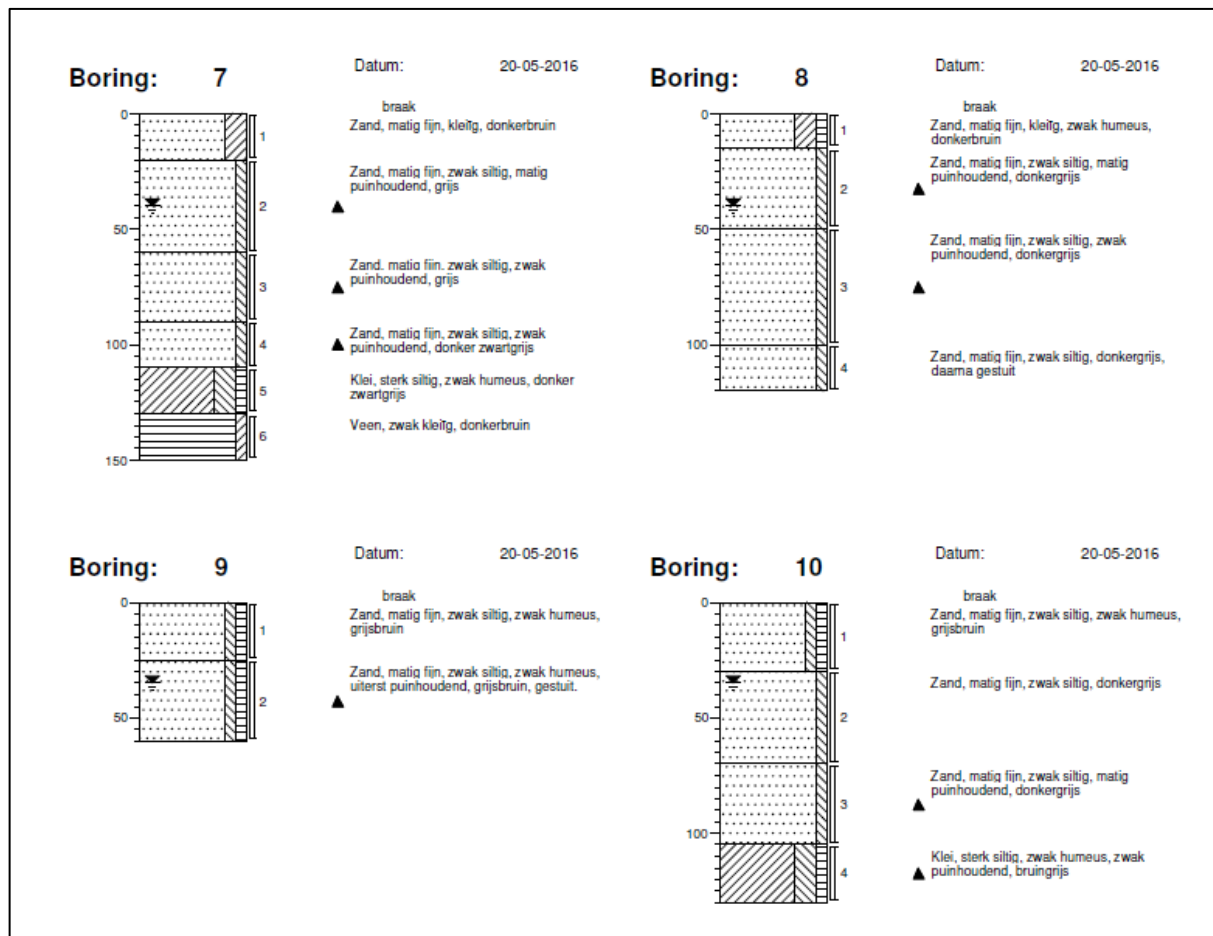 Boring: 7
Datum: 20-05-2016
braak
0
Zand, matig fijn, kleiïg, donkerbruin
1
Zand, matig fijn, zwak siltig, matig
puinhoudend, grijs
2
50
Zand, matig fijn, zwak siltig, zwak
puinhoudend, grijs
3
Zand, matig fijn, zwak siltig, zwak
puinhoudend, donker zwartgrijs
100
4
Klei, sterk siltig, zwak humeus, donker
zwartgrijs
5
Veen, zwak kleiïg, donkerbruin
6
150
Boring: 8
Datum: 20-05-2016
braak
0
Zand, matig fijn, kleiïg, zwak humeus,
donkerbruin
1
Zand, matig fijn, zwak siltig, matig
puinhoudend, donkergrijs
2
50
Zand, matig fijn, zwak siltig, zwak
puinhoudend, donkergrijs
3
100
Zand, matig fijn, zwak siltig, donkergrijs,
daarna gestuit
4
Boring: 9
Datum: 20-05-2016
braak
0
Zand, matig fijn, zwak siltig, zwak humeus,
grijsbruin
1
Zand, matig fijn, zwak siltig, zwak humeus,
uiterst puinhoudend, grijsbruin, gestuit.
2
50
Boring: 10
Datum: 20-05-2016
braak
0
Zand, matig fijn, zwak siltig, zwak humeus,
grijsbruin
1
Zand, matig fijn, zwak siltig, donkergrijs
2
50
Zand, matig fijn, zwak siltig, matig
puinhoudend, donkergrijs
3
100
Klei, sterk siltig, zwak humeus, zwak
puinhoudend, bruingrijs
4